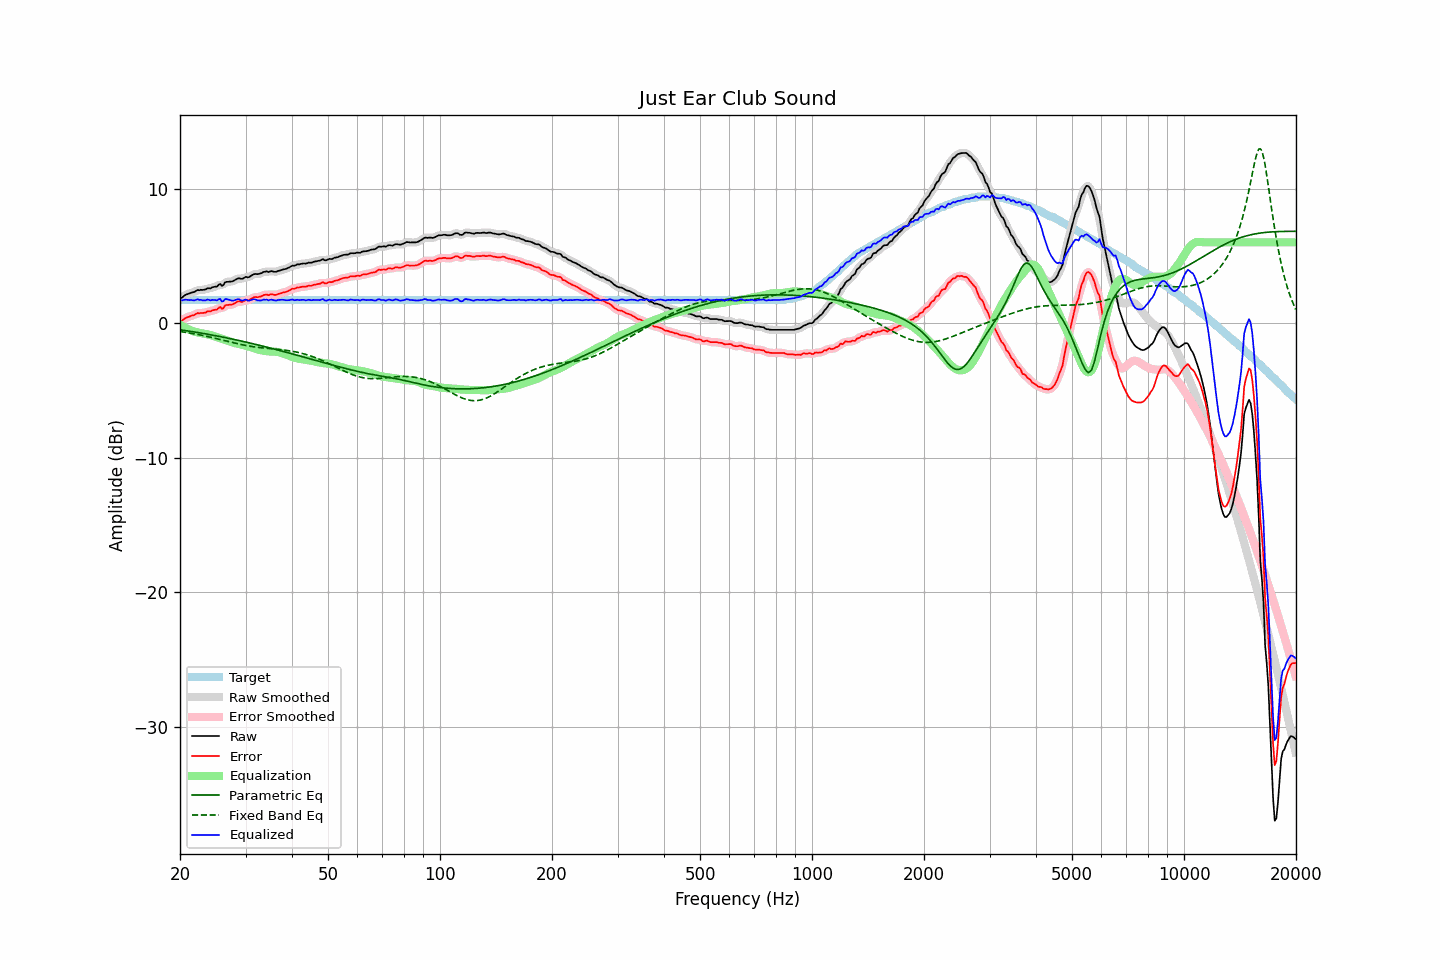 Just Ear Club Sound
Amplitude (dBr)
10
0
−10
−20
−30
Target
Raw Smoothed
Error Smoothed
Raw
Error
Equalization
Parametric Eq
Fixed Band Eq
Equalized
20 50 100 200 500 1000 2000 5000 10000 20000
Frequency (Hz)